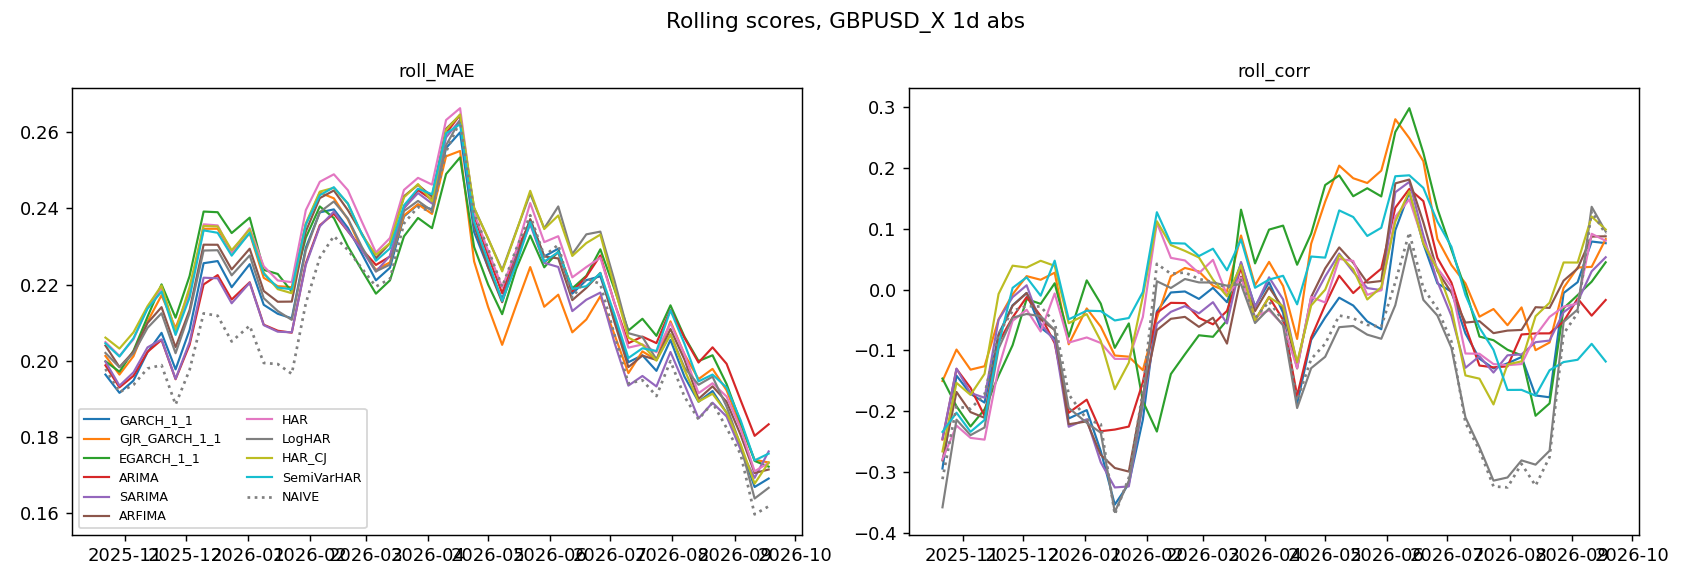 Rolling scores, GBPUSD_X 1d abs
roll_MAE
0.26
0.24
0.22
0.20
0.18
0.16
GARCH_1_1
GJR_GARCH_1_1
EGARCH_1_1
ARIMA
SARIMA
ARFIMA
HAR
LogHAR
HAR_CJ
SemiVarHAR
NAIVE
2025-11 2025-12 2026-01 2026-02 2026-03 2026-04 2026-05 2026-06 2026-07 2026-08 2026-09 2026-10
roll_corr
0.3
0.2
0.1
0.0
−0.1
−0.2
−0.3
−0.4
2025-11 2025-12 2026-01 2026-02 2026-03 2026-04 2026-05 2026-06 2026-07 2026-08 2026-09 2026-10